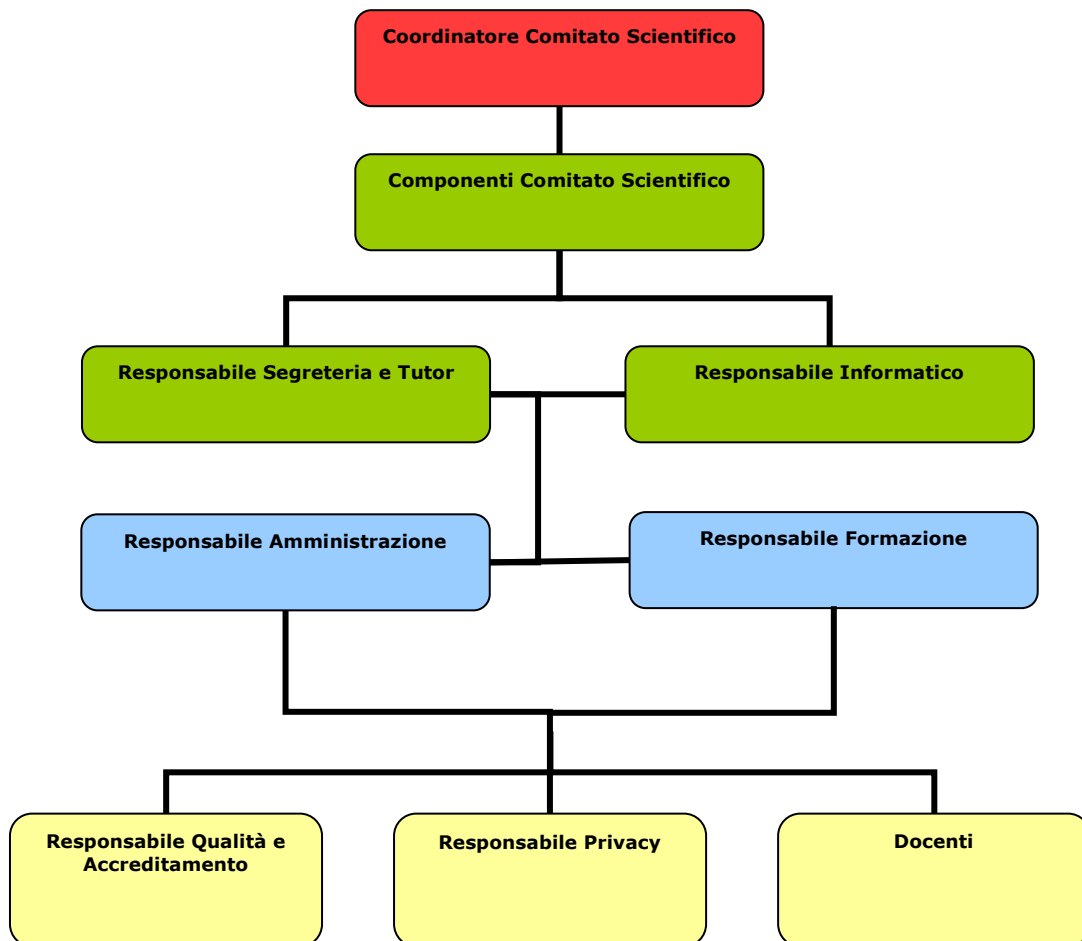 Coordinatore Comitato Scientifico
Componenti Comitato Scientifico
Responsabile Segreteria e Tutor
Responsabile Informatico
Responsabile Amministrazione
Responsabile Formazione
Responsabile Qualità e
Accreditamento
Responsabile Privacy
Docenti